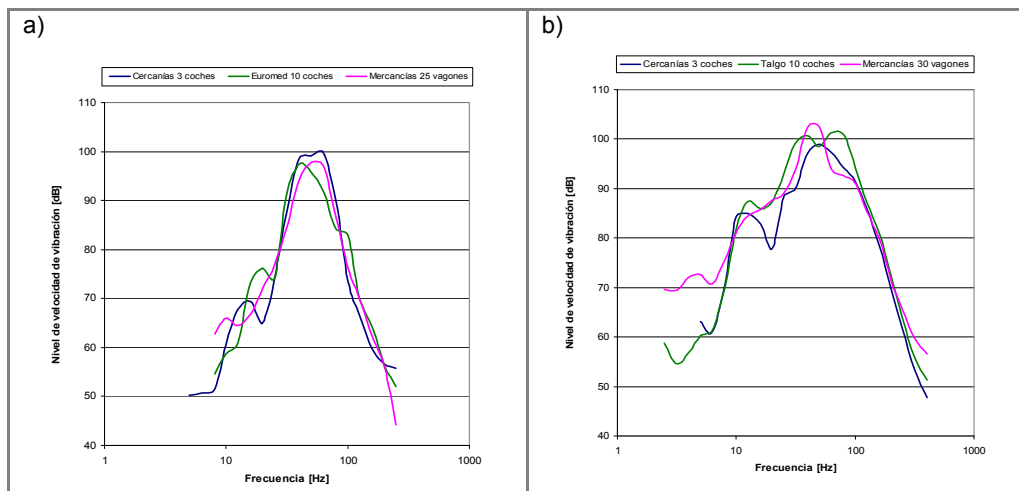 a)
Cercanías 3 coches Euromed 10 coches Mercancías 25 vagones
Nivel de velocidad de vibración [dB]
110
100
90
80
70
60
50
40
1 10 100 1000
Frecuencia [Hz]
b)
Cercanías 3 coches Talgo 10 coches Mercancías 30 vagones
Nivel de velocidad de vibración [dB]
110
100
90
80
70
60
50
40
1 10 100 1000
Frecuencia [Hz]